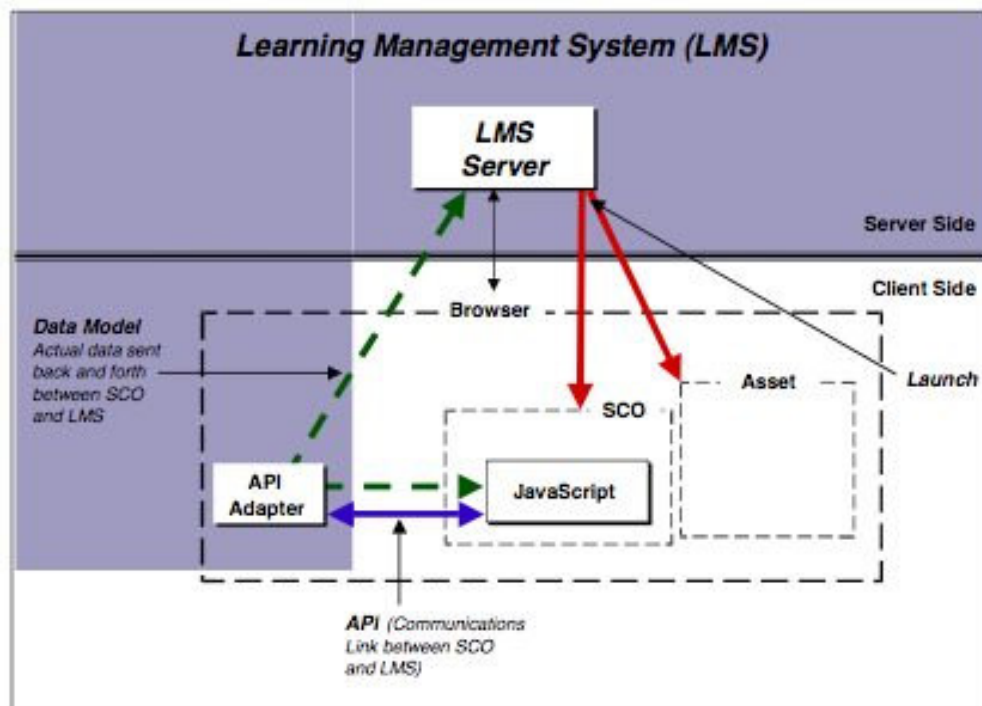 Learning Management System (LMS)
LMS
Server
Server Side
Client Side
Browser
Data Model
Actual data sent
back and forth
between SCO
and LMS
Asset
Launch
SCO
API
Adapter
JavaScript
API (Communications
Link between SCO
and LMS)